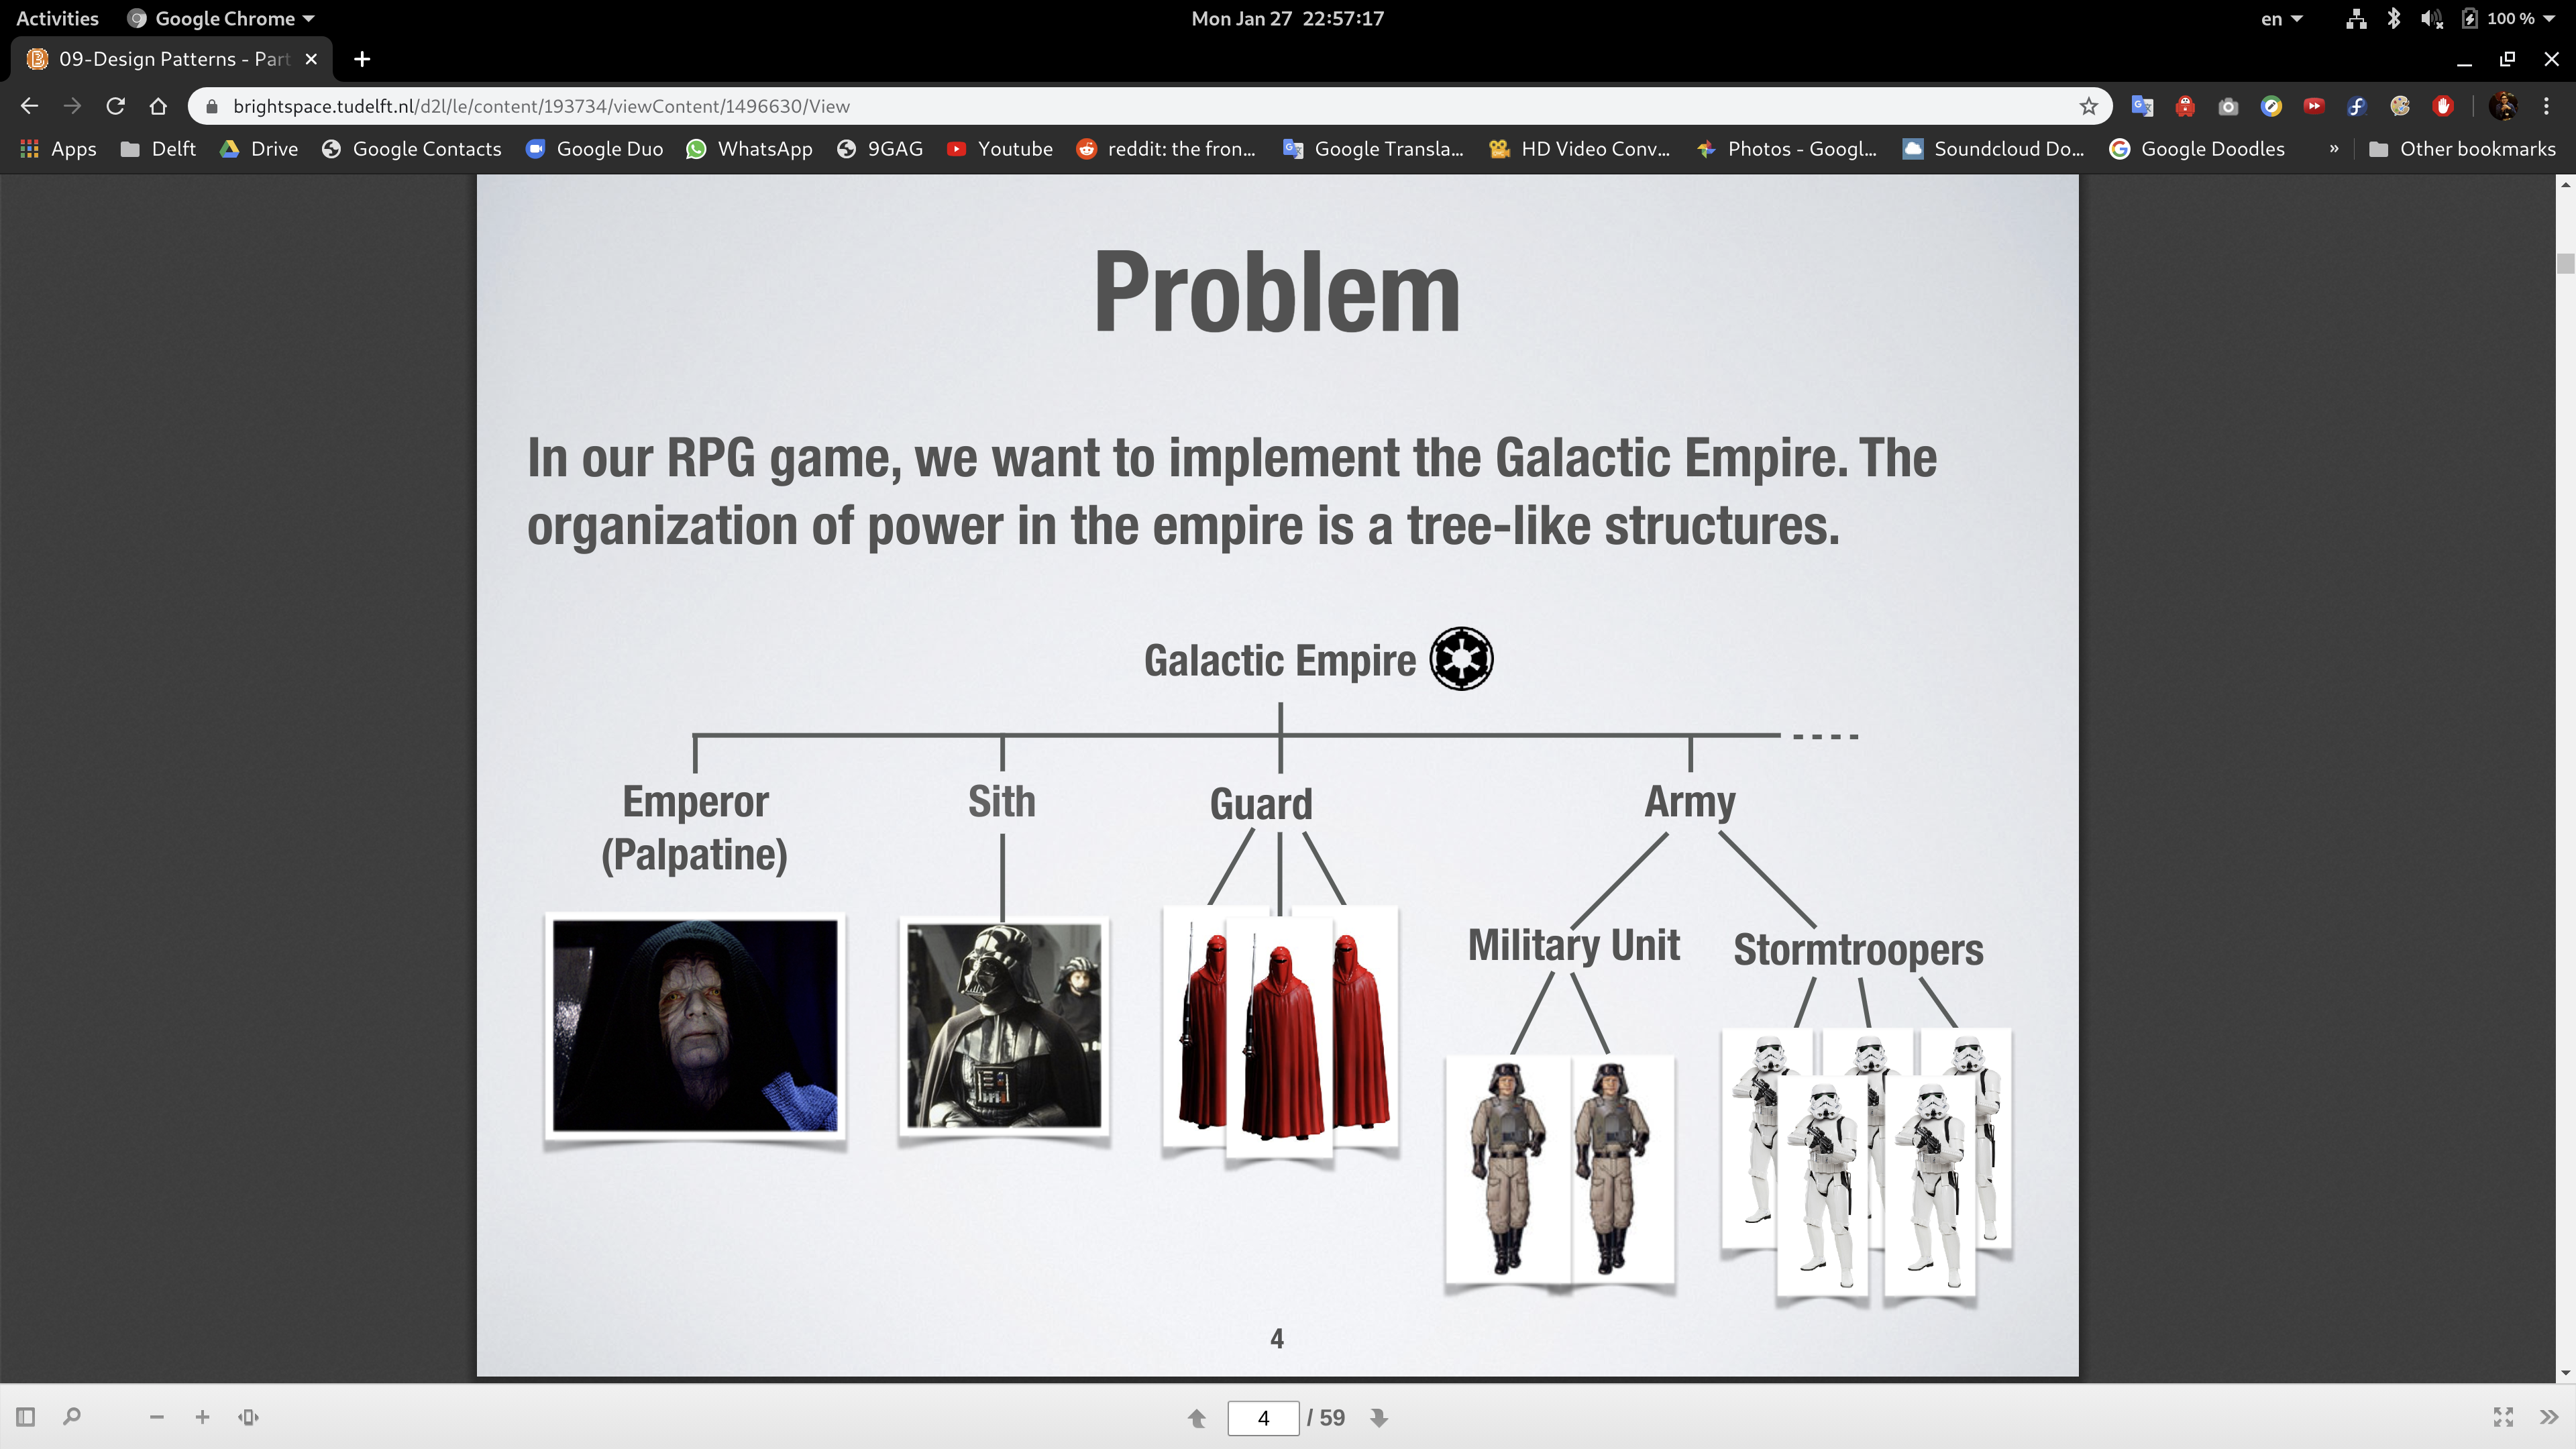 Activities Google Chrome Mon Jan 27 22:57:17 en 100 %
09-Design Patterns - Part
brightspace.tudelft.nl/d2l/le/content/193734/viewContent/1496630/View
Apps Delft Drive Google Contacts Google Duo WhatsApp 9GAG Youtube reddit: the fron... Google Transla... HD Video Conv... Photos - Googl... Soundcloud Do... Google Doodles » Other bookmarks
Problem
In our RPG game, we want to implement the Galactic Empire. The
organization of power in the empire is a tree-like structures.
Galactic Empire
Emperor Sith Guard Army
(Palpatine)
Military Unit Stormtroopers
4
4 / 59